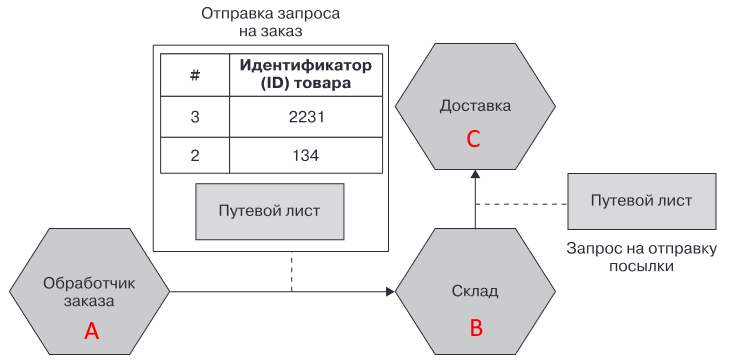 Отправка запроса
на заказ
# Идентификатор
(ID) товара
3 2231
2 134
Путевой лист
Доставка
C
Путевой лист
Запрос на отправку
посылки
Обработчик
заказа
A
Склад
B